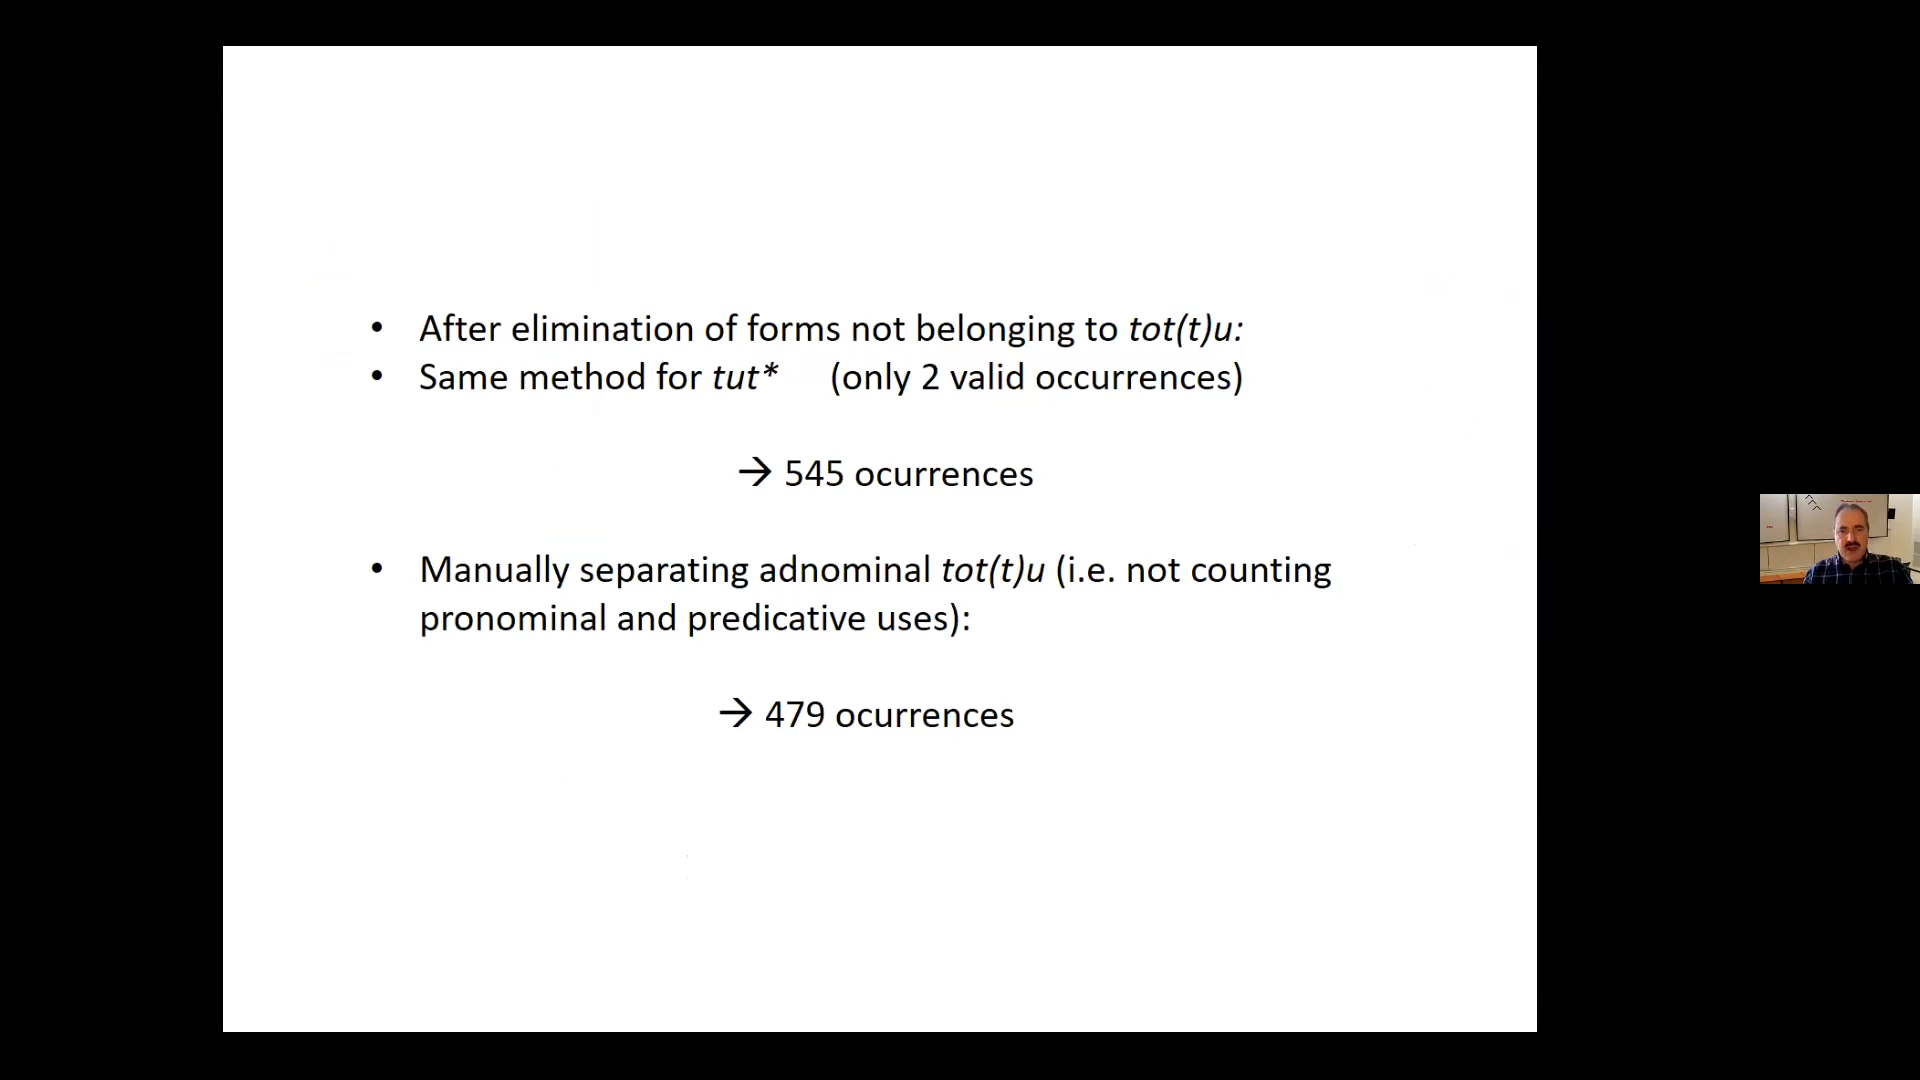 • After elimination of forms not belonging to tot(t)u:
• Same method for tut* (only 2 valid occurrences)
→ 545 ocurrences
• Manually separating adnominal tot(t)u (i.e. not counting
pronominal and predicative uses):
→ 479 ocurrences